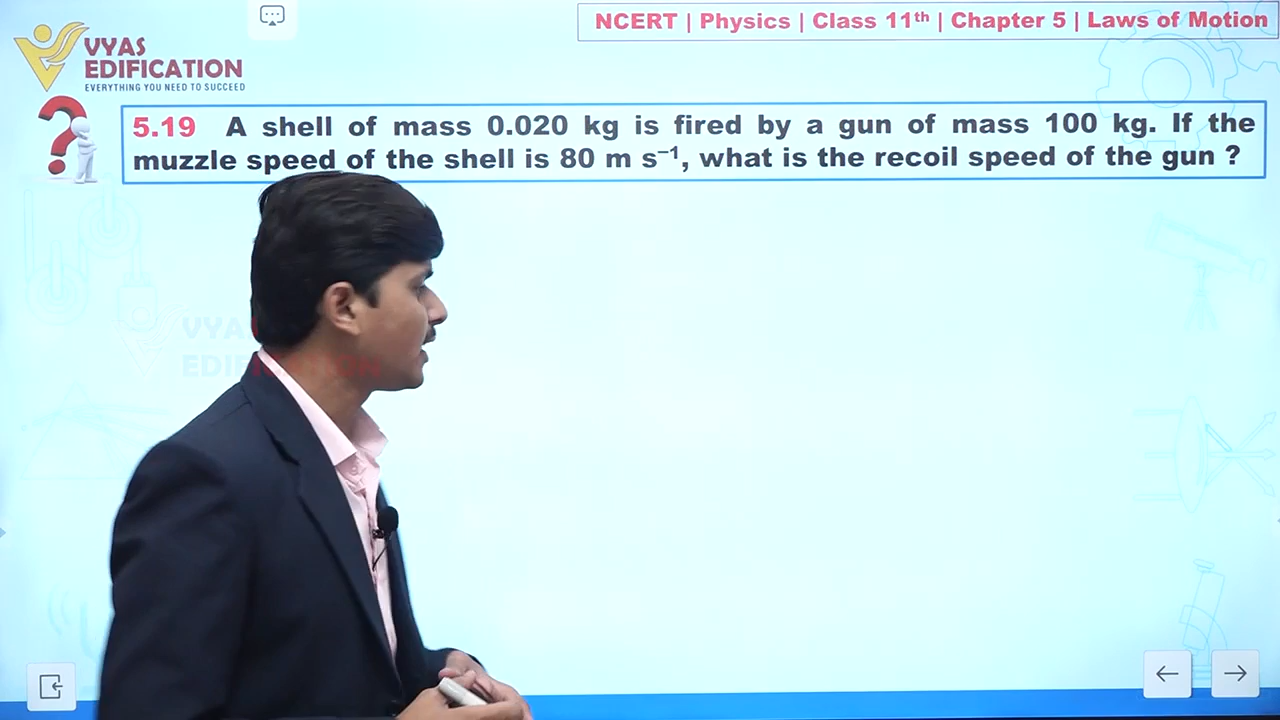 NCERT | Physics | Class 11th | Chapter 5 | Laws of Motion
VYAS
EDIFICATION
EVERYTHING YOU NEED TO SUCCEED
5.19 A shell of mass 0.020 kg is fired by a gun of mass 100 kg. If the
muzzle speed of the shell is 80 m s⁻¹, what is the recoil speed of the gun ?
VYAS
EDIFICATION